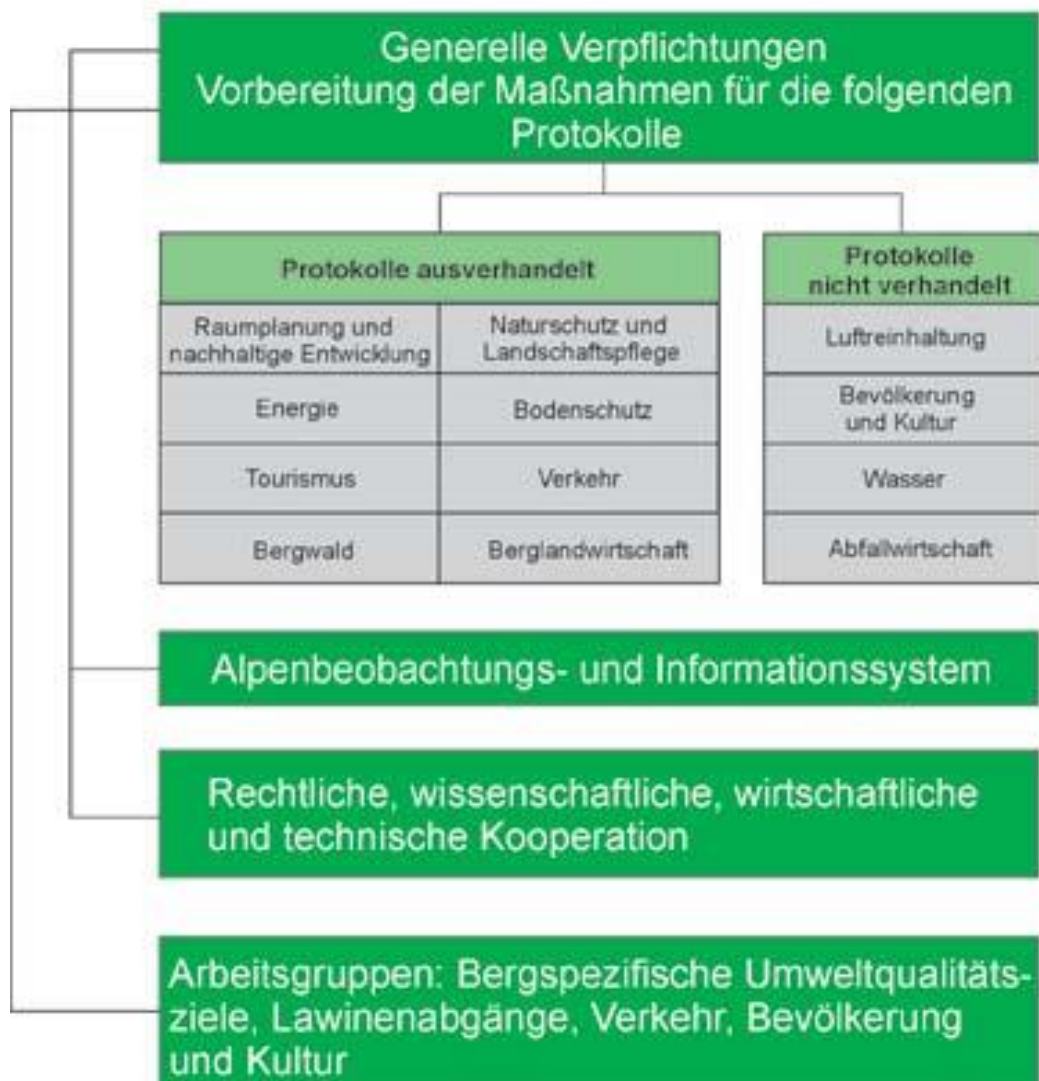 Generelle Verpflichtungen
Vorbereitung der Maßnahmen für die folgenden
Protokolle
Protokolle ausverhandelt
Raumplanung und
nachhaltige Entwicklung
Naturschutz und
Landschaftspflege
Energie
Bodenschutz
Tourismus
Verkehr
Bergwald
Berglandwirtschaft
Protokolle
nicht verhandelt
Luftreinhaltung
Bevölkerung
und Kultur
Wasser
Abfallwirtschaft
Alpenbeobachtungs- und Informationssystem
Rechtliche, wissenschaftliche, wirtschaftliche
und technische Kooperation
Arbeitsgruppen: Bergspezifische Umweltqualitäts-
ziele, Lawinenabgänge, Verkehr, Bevölkerung
und Kultur